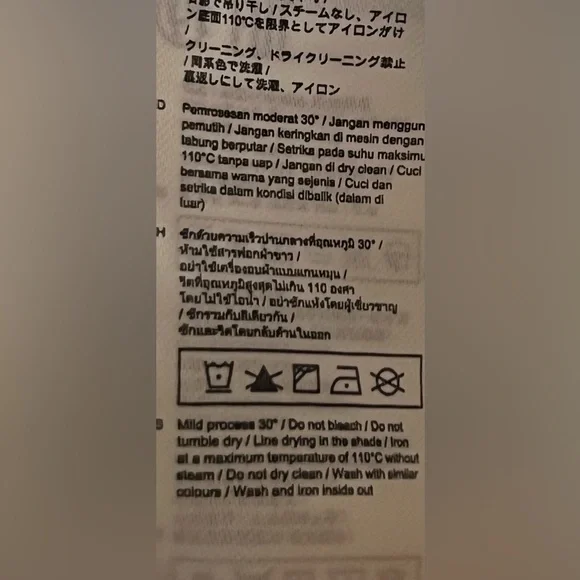 日影で吊り干し / スチームなし、アイロ
ン底面110℃を限界としてアイロンがけ
/
クリーニング、ドライクリーニング禁止
/ 同系色で洗濯 /
裏返しにして洗濯、アイロン
D Pemrosesan moderat 30° / Jangan menggun
pemutih / Jangan keringkan di mesin dengan
tabung berputar / Setrika pada suhu maksimu
110°C tanpa uap / Jangan di dry clean / Cuci
bersama warna yang sejenis / Cuci dan
setrika dalam kondisi dibalik (dalam di
luar)
H ซักด้วยความเร็วปานกลางที่อุณหภูมิ 30° /
ห้ามใช้สารฟอกผ้าขาว /
อย่าใช้เครื่องอบผ้าแบบแกนหมุน /
รีดที่อุณหภูมิสูงสุดไม่เกิน 110 องศา
โดยไม่ใช้ไอน้ำ / อย่าซักแห้งโดยผู้เชี่ยวชาญ
/ ซักรวมกับสีเดียวกัน /
ซักและรีดโดยกลับด้านในออก
Mild process 30° / Do not bleach / Do not
tumble dry / Line drying in the shade / Iron
at a maximum temperature of 110°C without
steam / Do not dry clean / Wash with similar
colours / Wash and iron inside out